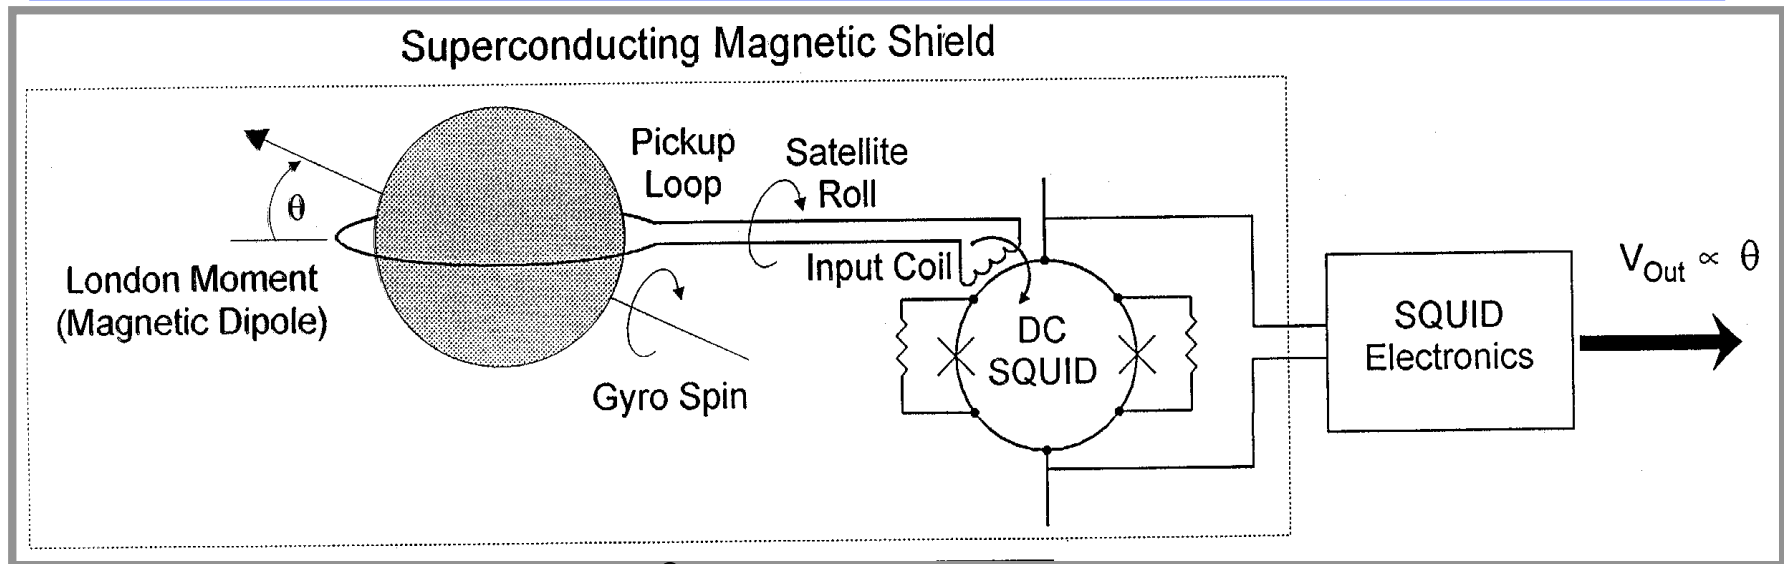 Superconducting Magnetic Shield
Pickup
Loop
Satellite
Roll
θ
London Moment
(Magnetic Dipole)
Input Coil
DC
SQUID
Gyro Spin
SQUID
Electronics
V_Out ∝ θ